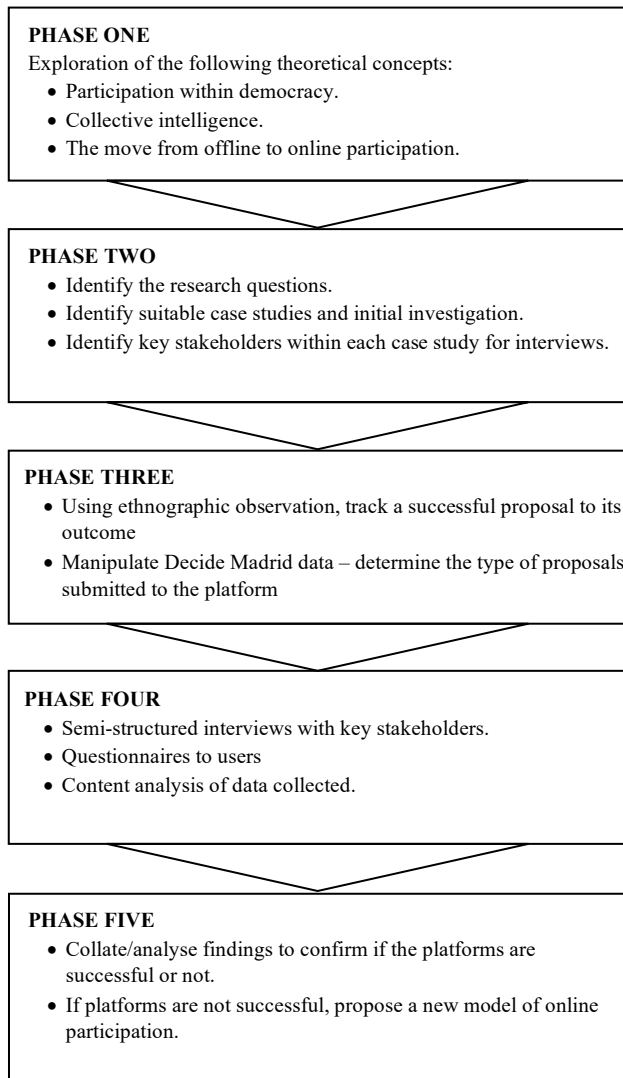 PHASE ONE
Exploration of the following theoretical concepts:
• Participation within democracy.
• Collective intelligence.
• The move from offline to online participation.
PHASE TWO
• Identify the research questions.
• Identify suitable case studies and initial investigation.
• Identify key stakeholders within each case study for interviews.
PHASE THREE
• Using ethnographic observation, track a successful proposal to its
outcome
• Manipulate Decide Madrid data – determine the type of proposals
submitted to the platform
PHASE FOUR
• Semi-structured interviews with key stakeholders.
• Questionnaires to users
• Content analysis of data collected.
PHASE FIVE
• Collate/analyse findings to confirm if the platforms are
successful or not.
• If platforms are not successful, propose a new model of online
participation.